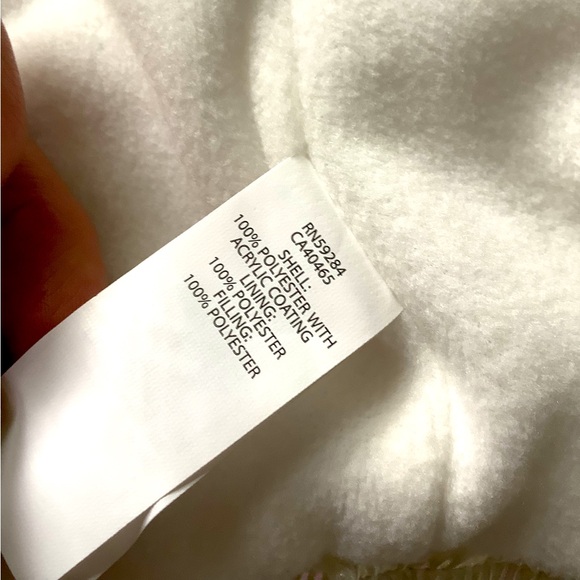 RN59284
CA40465
SHELL:
100% POLYESTER WITH
ACRYLIC COATING
LINING:
100% POLYESTER
FILLING:
100% POLYESTER